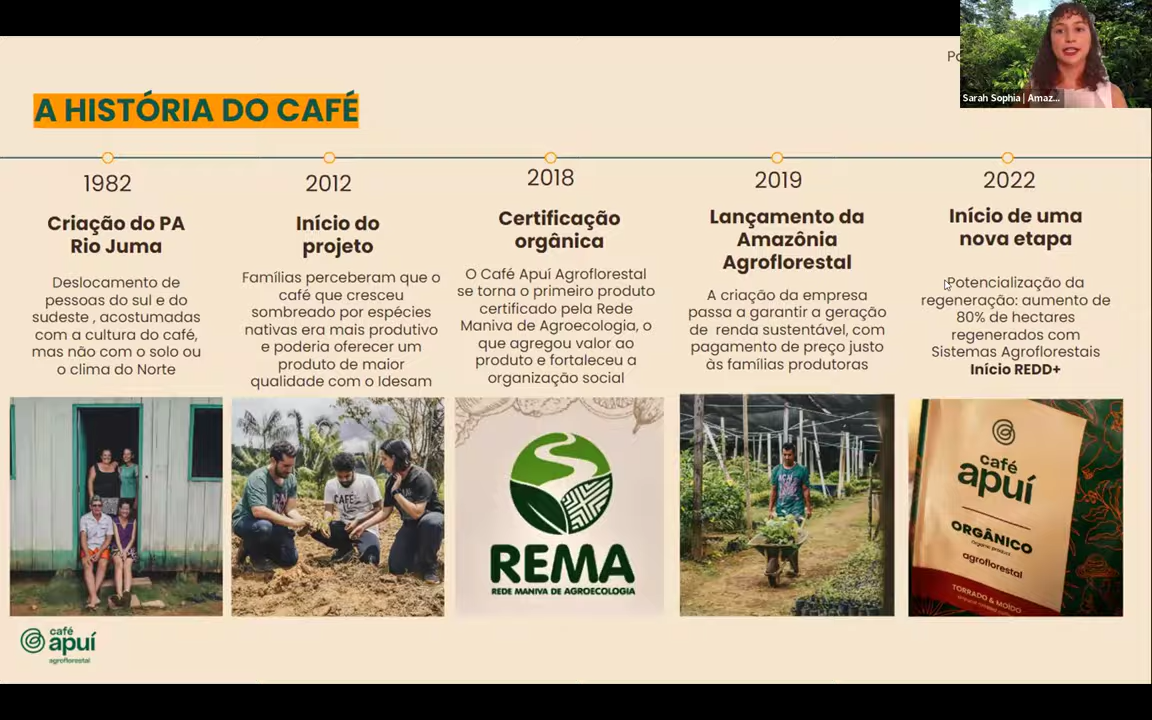 Sarah Sophia | Amaz...
A HISTÓRIA DO CAFÉ
1982
Criação do PA
Rio Juma
Deslocamento de
pessoas do sul e do
sudeste , acostumadas
com a cultura do café,
mas não com o solo ou
o clima do Norte
2012
Início do
projeto
Famílias perceberam que o
café que cresceu
sombreado por espécies
nativas era mais produtivo
e poderia oferecer um
produto de maior
qualidade com o Idesam
2018
Certificação
orgânica
O Café Apuí Agroflorestal
se torna o primeiro produto
certificado pela Rede
Maniva de Agroecologia, o
que agregou valor ao
produto e fortaleceu a
organização social
2019
Lançamento da
Amazônia
Agroflorestal
A criação da empresa
passa a garantir a geração
de renda sustentável, com
pagamento de preço justo
às famílias produtoras
2022
Início de uma
nova etapa
Potencialização da
regeneração: aumento de
80% de hectares
regenerados com
Sistemas Agroflorestais
Início REDD+
CAFÉ
REMA
REDE MANIVA DE AGROECOLOGIA
café
apuí
ORGÂNICO
agroflorestal
TORRADO & MOÍDO
café
apuí
agroflorestal